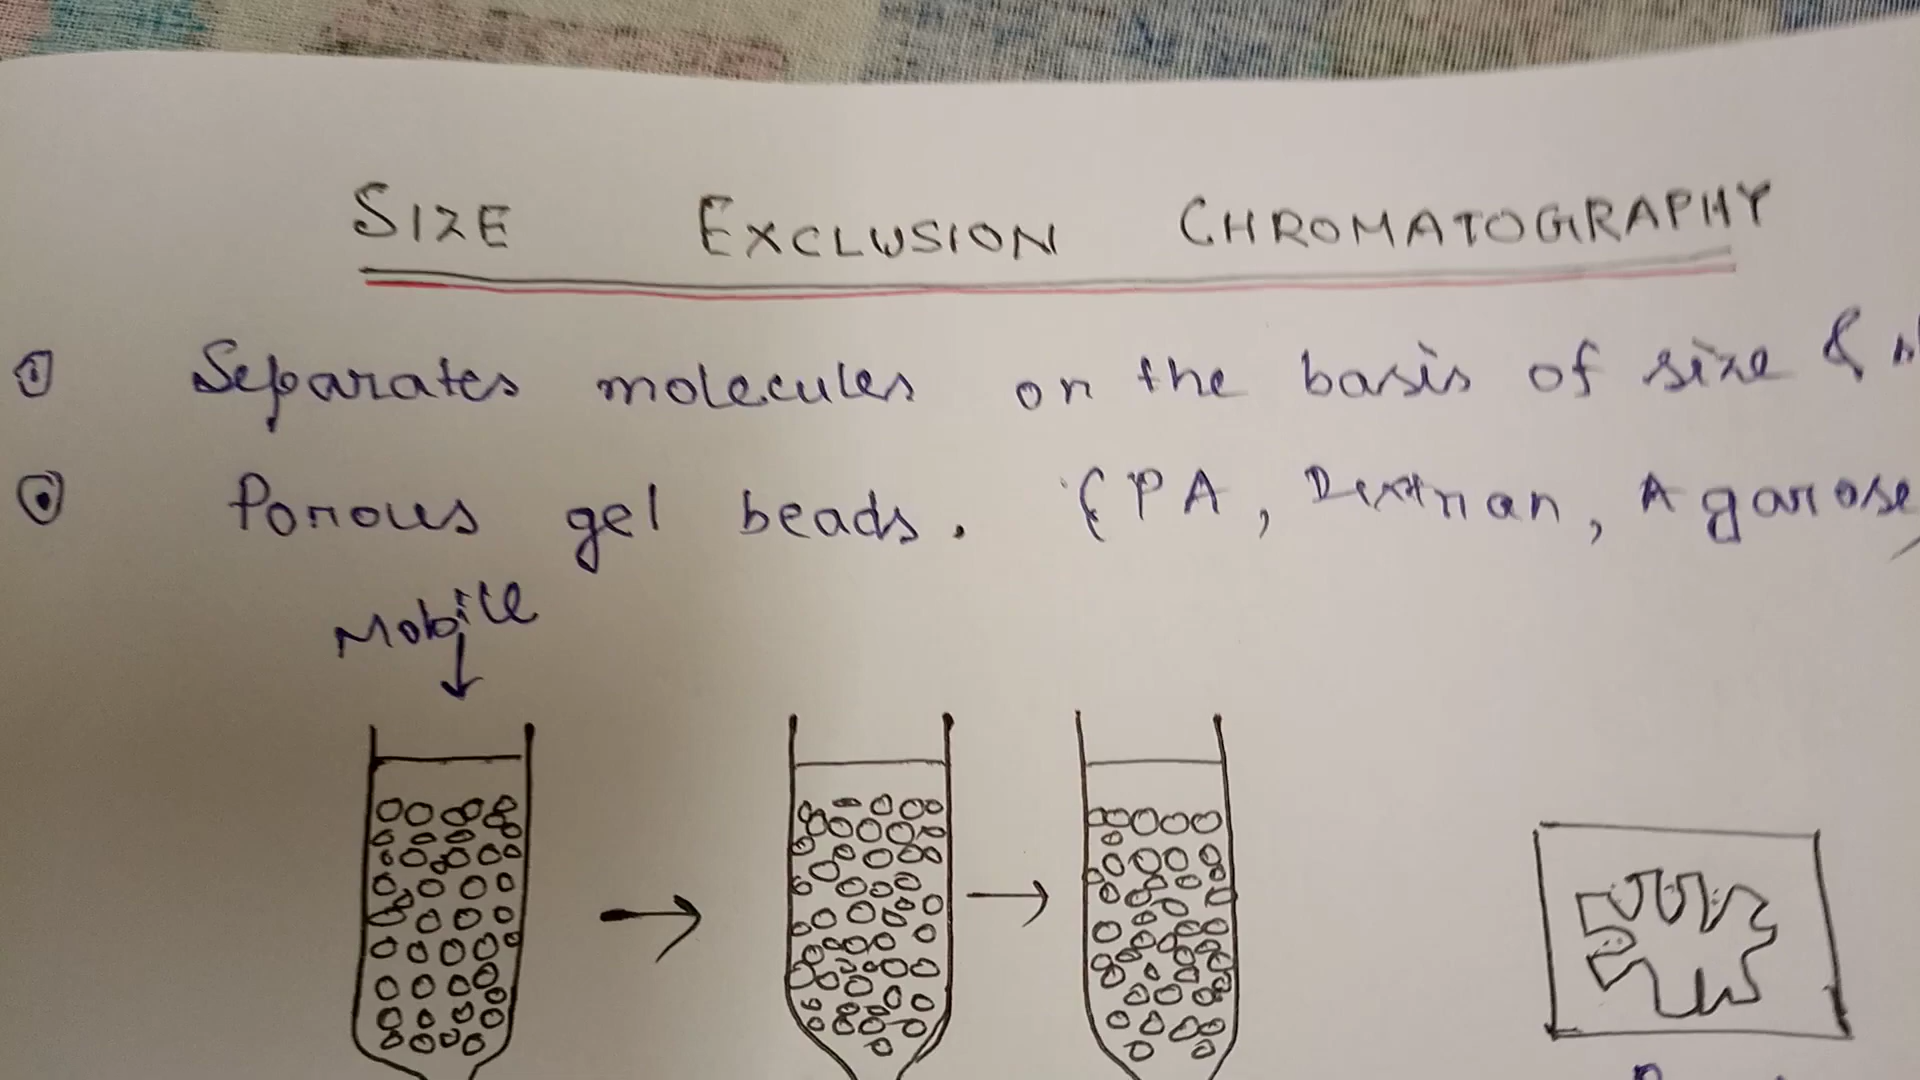 SIZE EXCLUSION CHROMATOGRAPHY
Separates molecules on the basis of size &
Porous gel beads. (PA, Dextran, Agarose
Mobile